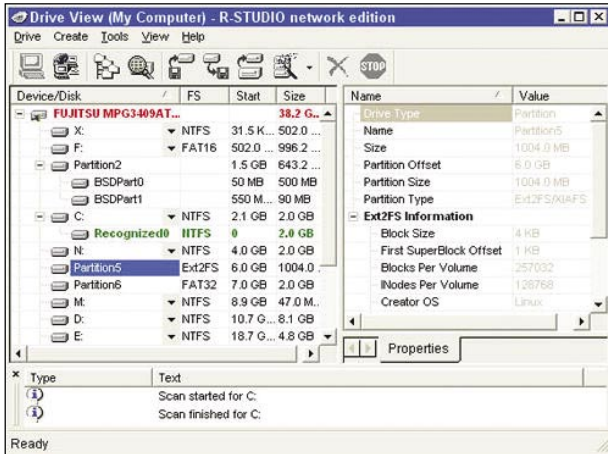 Drive View (My Computer) - R-STUDIO network edition
Drive Create Tools View Help
STOP
Device/Disk / FS Start Size
FUJITSU MPG3409AT... 38.2 G...
X: NTFS 31.5 K... 502.0 ...
F: FAT16 502.0 ... 996.2 ...
Partition2 1.5 GB 643.2 ...
BSDPart0 50 MB 500 MB
BSDPart1 550 M... 90 MB
C: NTFS 2.1 GB 2.0 GB
Recognized0 NTFS 0 2.0 GB
N: NTFS 4.0 GB 2.0 GB
Partition5 Ext2FS 6.0 GB 1004.0 ...
Partition6 FAT32 7.0 GB 2.0 GB
M: NTFS 8.9 GB 47.0 M...
D: NTFS 10.7 G... 8.1 GB
E: NTFS 18.7 G... 4.8 GB
Name / Value
Drive Type Partition
Name Partition5
Size 1004.0 MB
Partition Offset 6.0 GB
Partition Size 1004.0 MB
Partition Type Ext2FS/XIAFS
Ext2FS Information
Block Size 4 KB
First SuperBlock Offset 1 KB
Blocks Per Volume 257032
INodes Per Volume 128768
Creator OS Linux
Properties
Type Text
Scan started for C:
Scan finished for C:
Ready